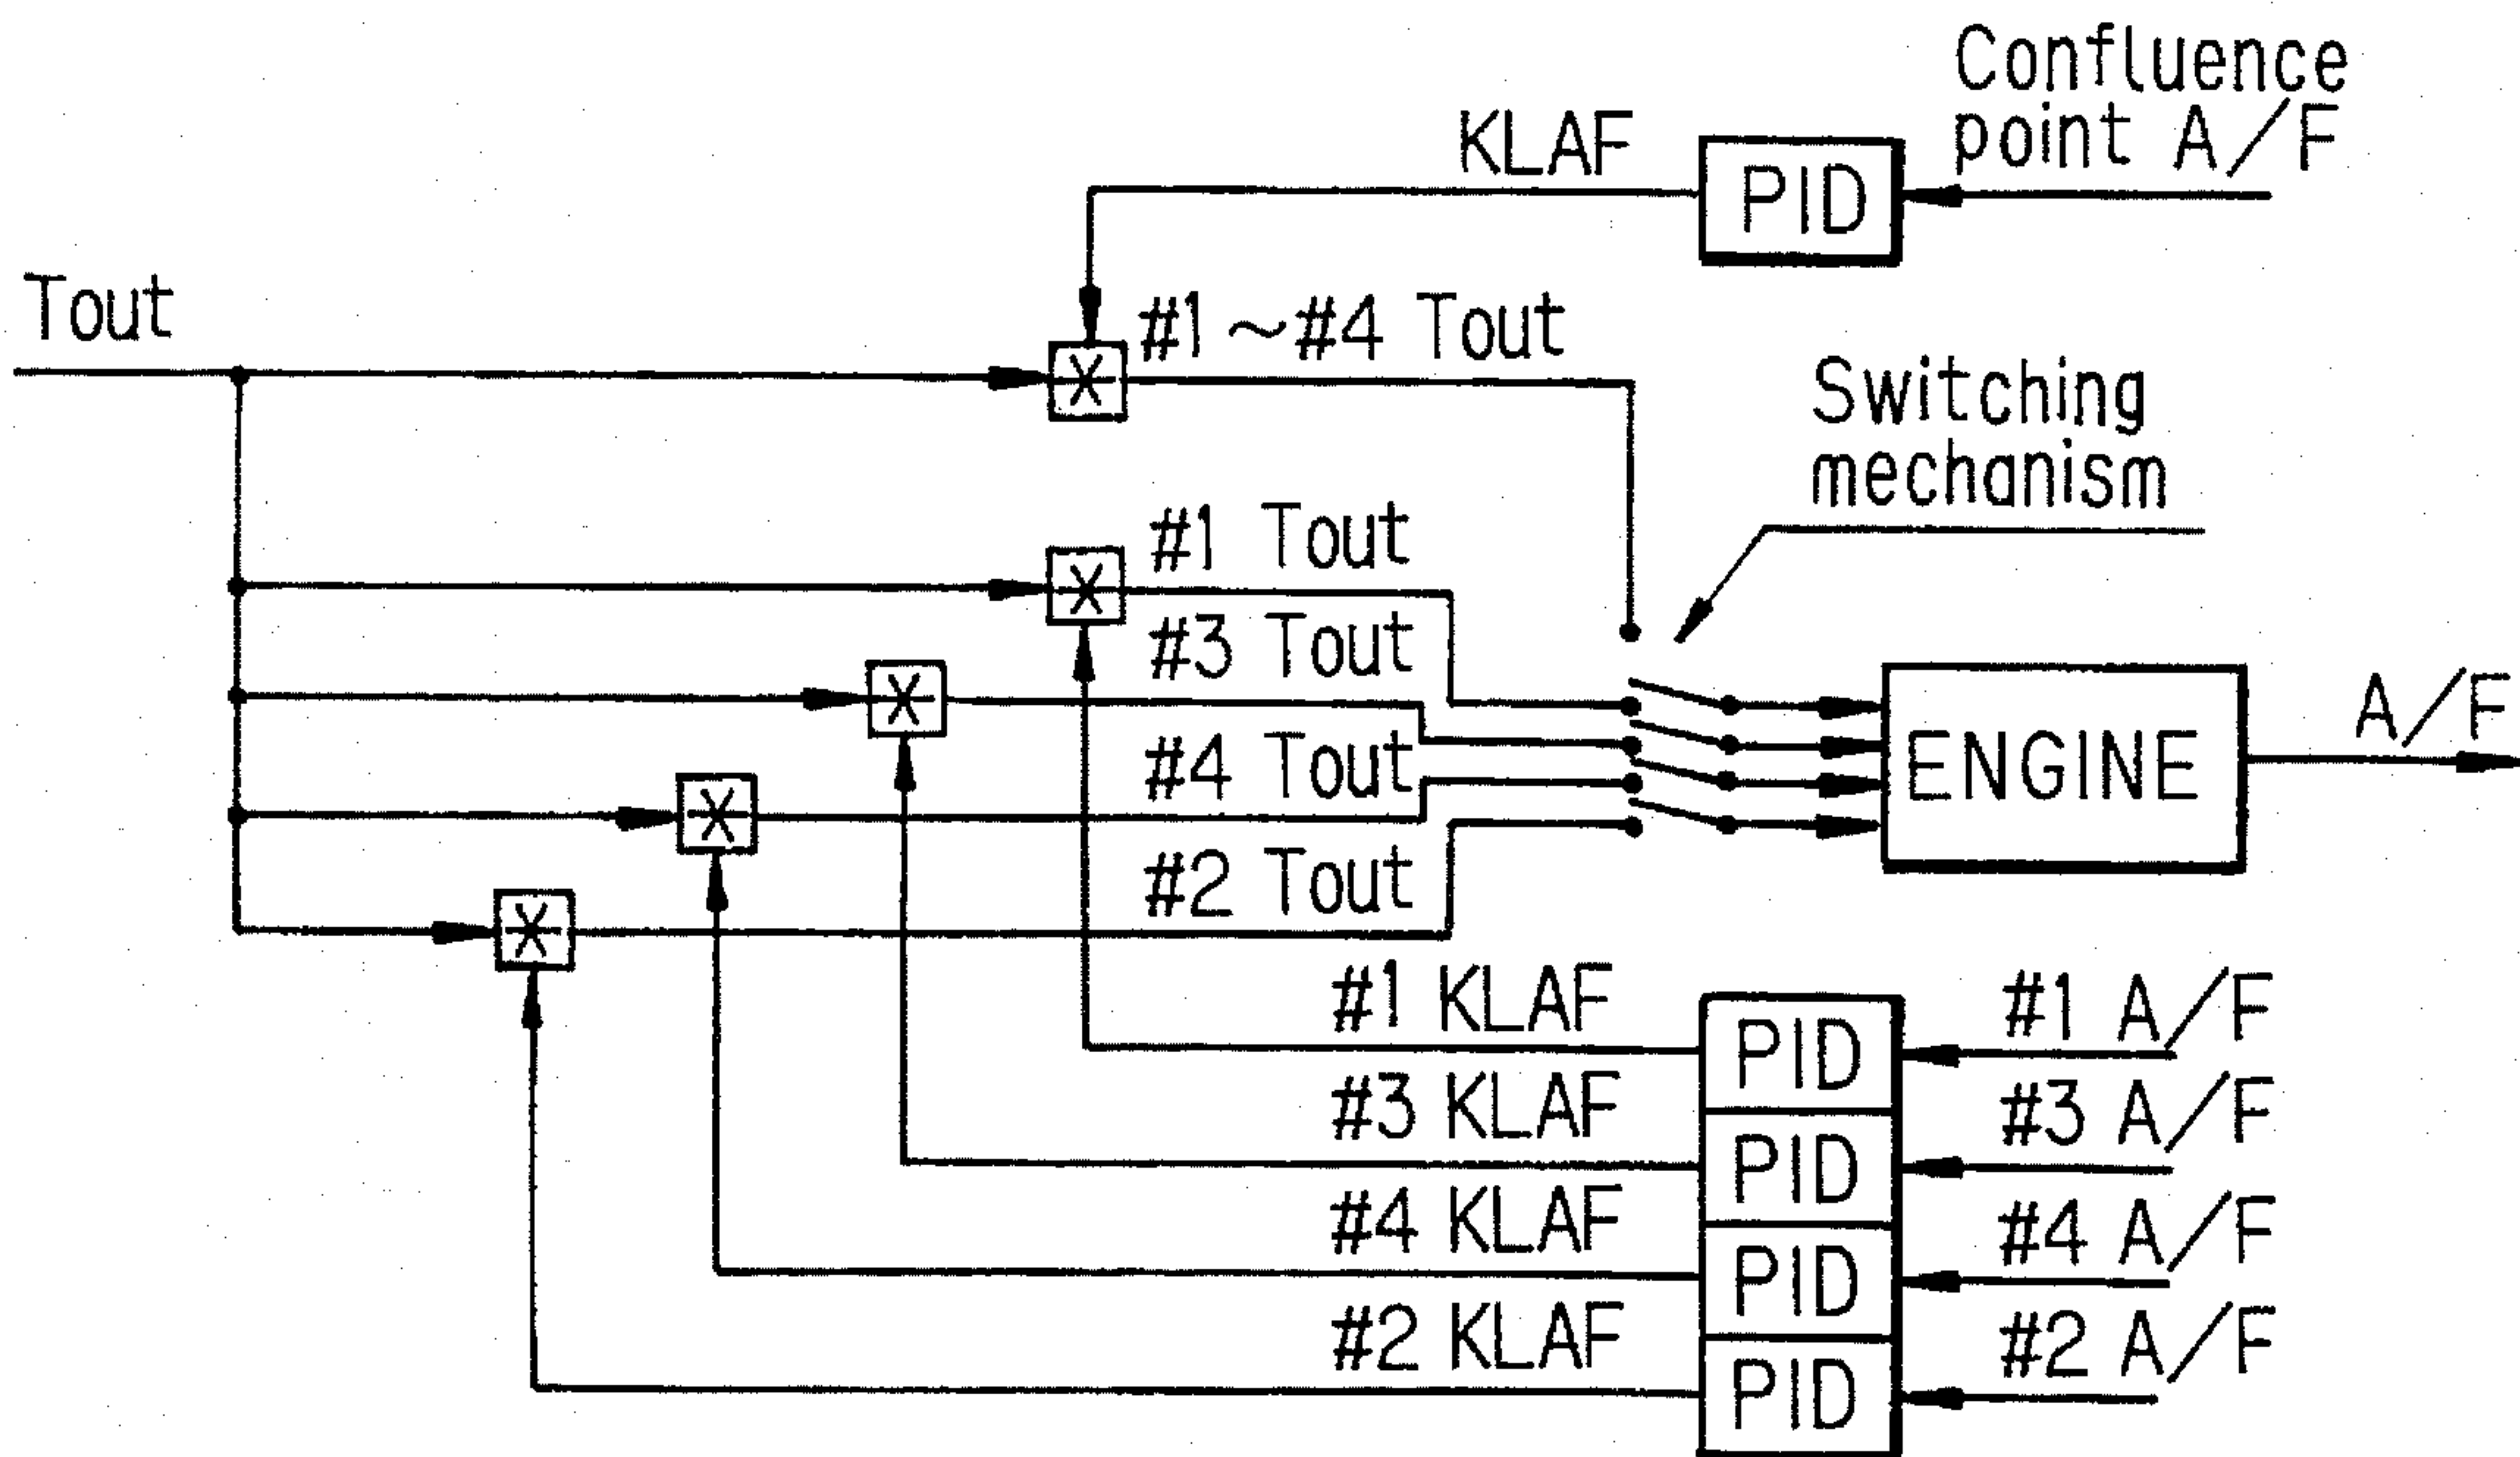 Confluence
point A/F
KLAF
PID
Tout
#1~#4 Tout
*
Switching
mechanism
#1 Tout
*
#3 Tout
*
#4 Tout
*
#2 Tout
*
ENGINE
A/F
#1 KLAF
PID
#1 A/F
#3 KLAF
PID
#3 A/F
#4 KLAF
PID
#4 A/F
#2 KLAF
PID
#2 A/F